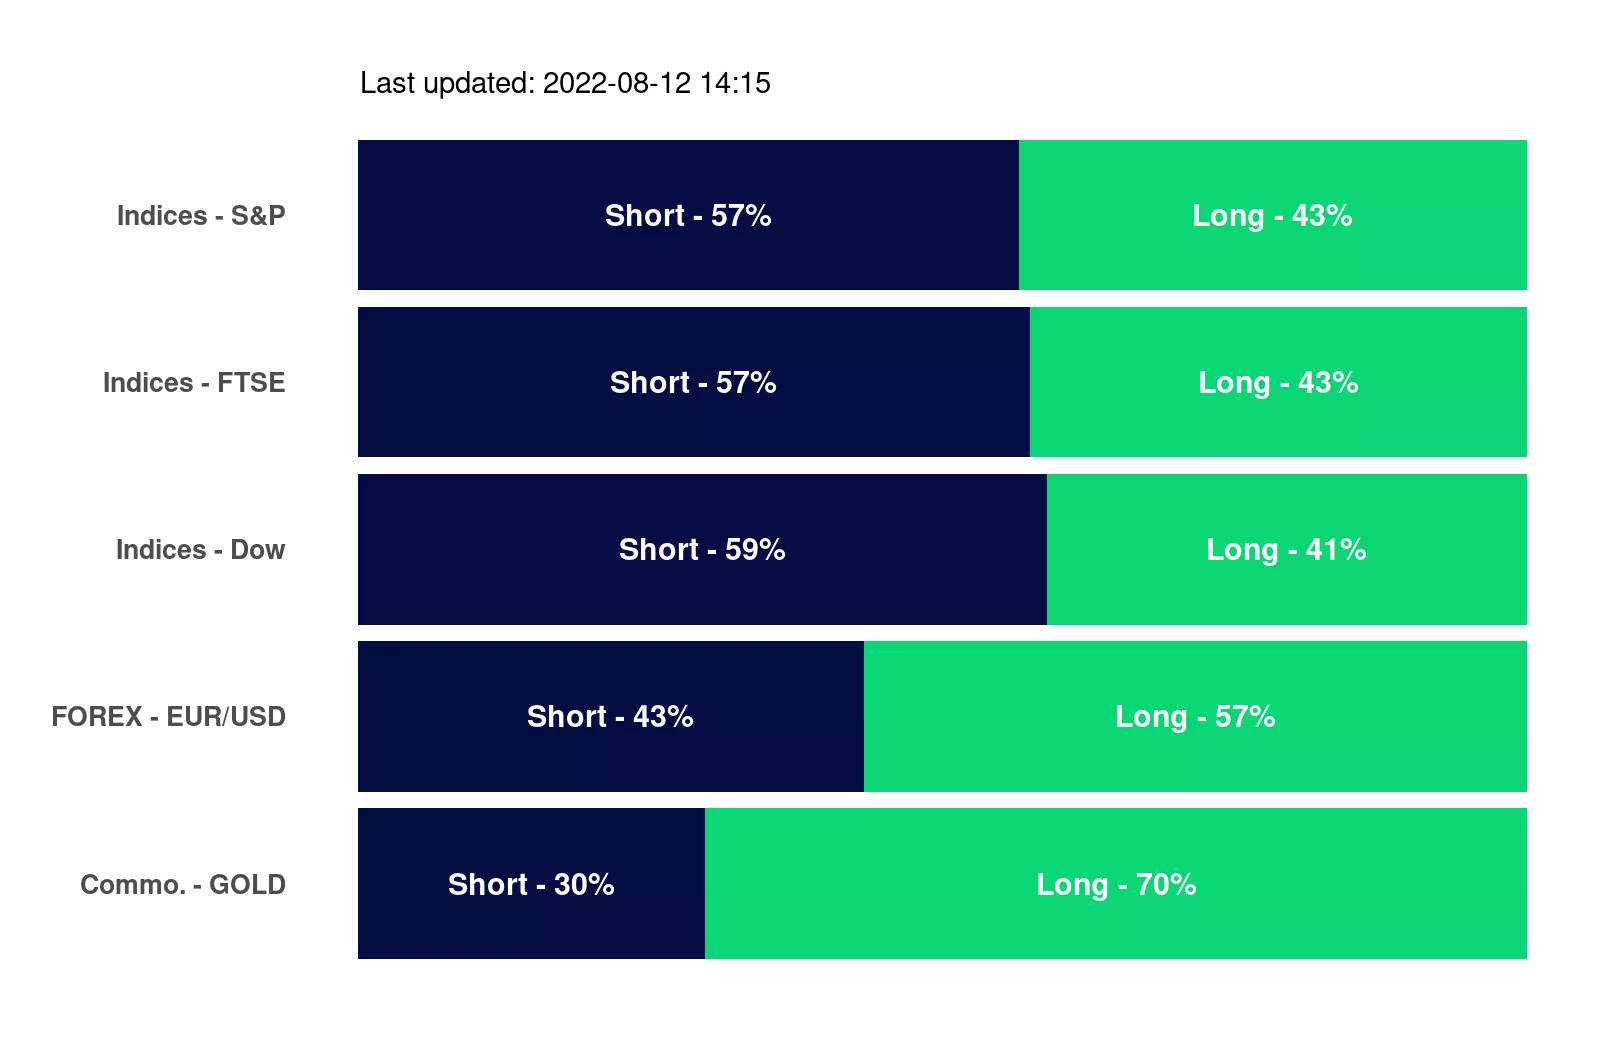 Last updated: 2022-08-12 14:15
Indices - S&P Short - 57% Long - 43%
Indices - FTSE Short - 57% Long - 43%
Indices - Dow Short - 59% Long - 41%
FOREX - EUR/USD Short - 43% Long - 57%
Commo. - GOLD Short - 30% Long - 70%